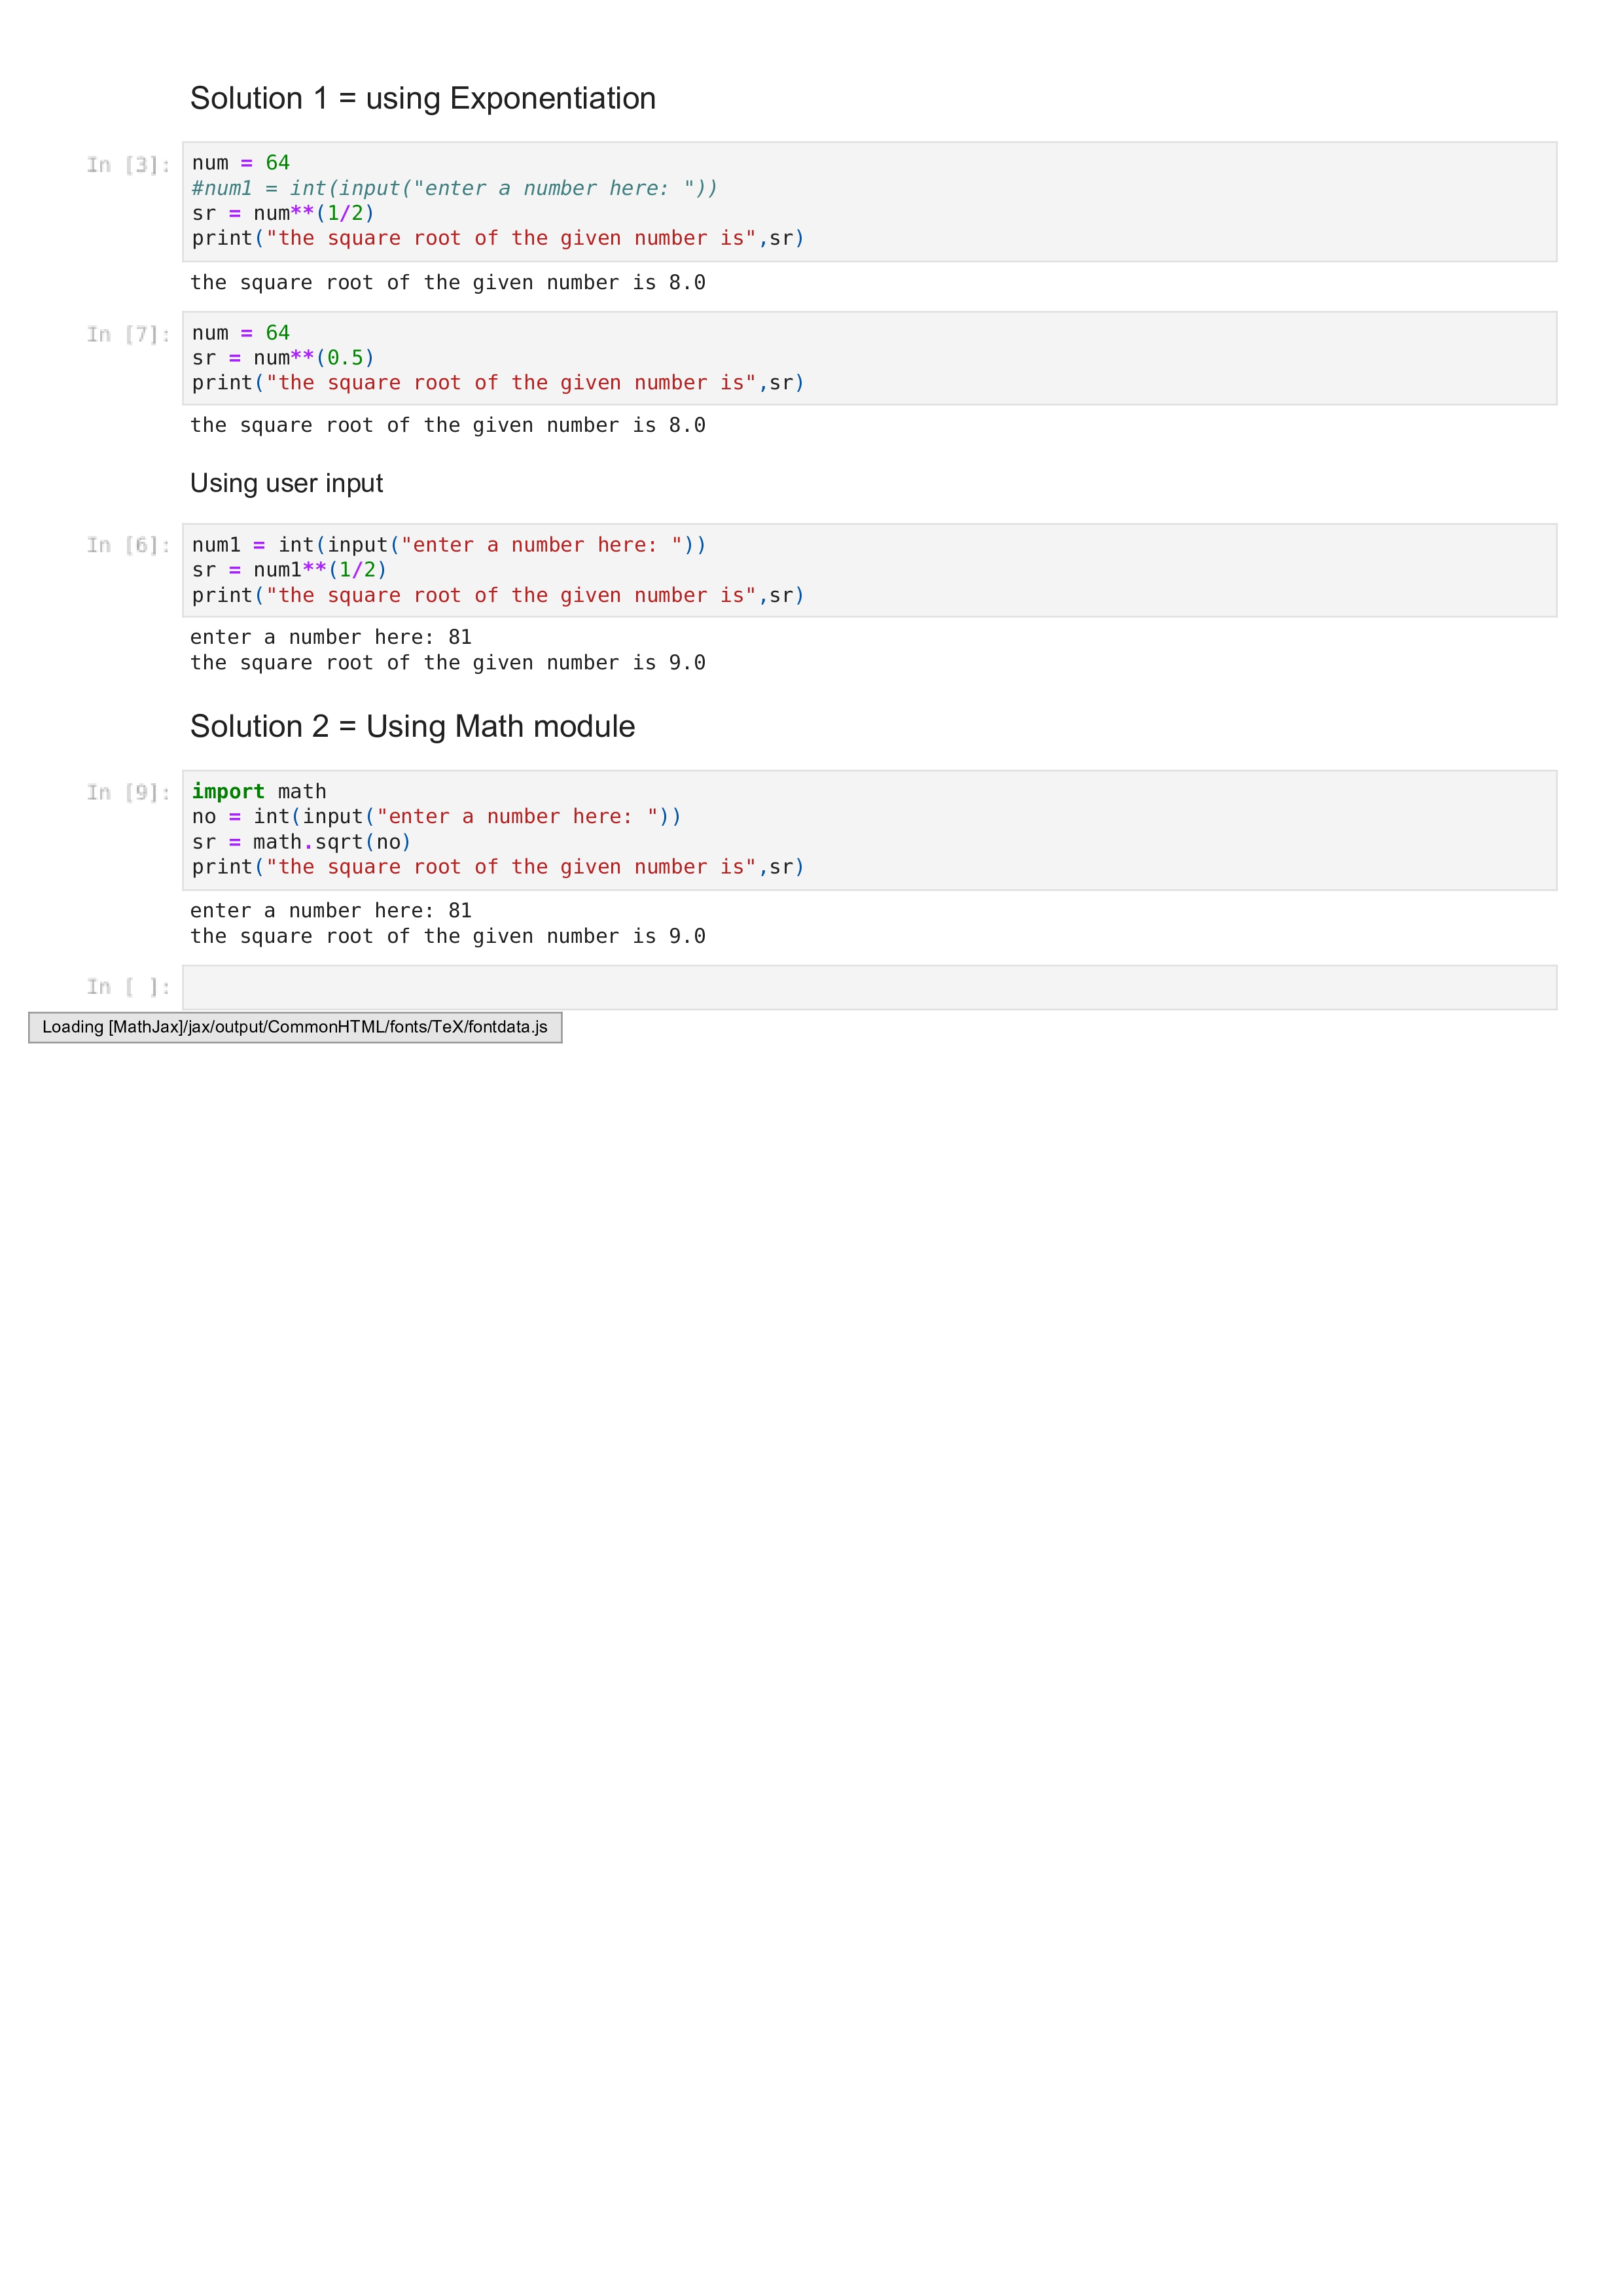 Solution 1 = using Exponentiation
In [3]:
num = 64
#num1 = int(input("enter a number here: "))
sr = num**(1/2)
print("the square root of the given number is",sr)
the square root of the given number is 8.0
In [7]:
num = 64
sr = num**(0.5)
print("the square root of the given number is",sr)
the square root of the given number is 8.0
Using user input
In [6]:
num1 = int(input("enter a number here: "))
sr = num1**(1/2)
print("the square root of the given number is",sr)
enter a number here: 81
the square root of the given number is 9.0
Solution 2 = Using Math module
In [9]:
import math
no = int(input("enter a number here: "))
sr = math.sqrt(no)
print("the square root of the given number is",sr)
enter a number here: 81
the square root of the given number is 9.0
In [ ]:
Loading [MathJax]/jax/output/CommonHTML/fonts/TeX/fontdata.js